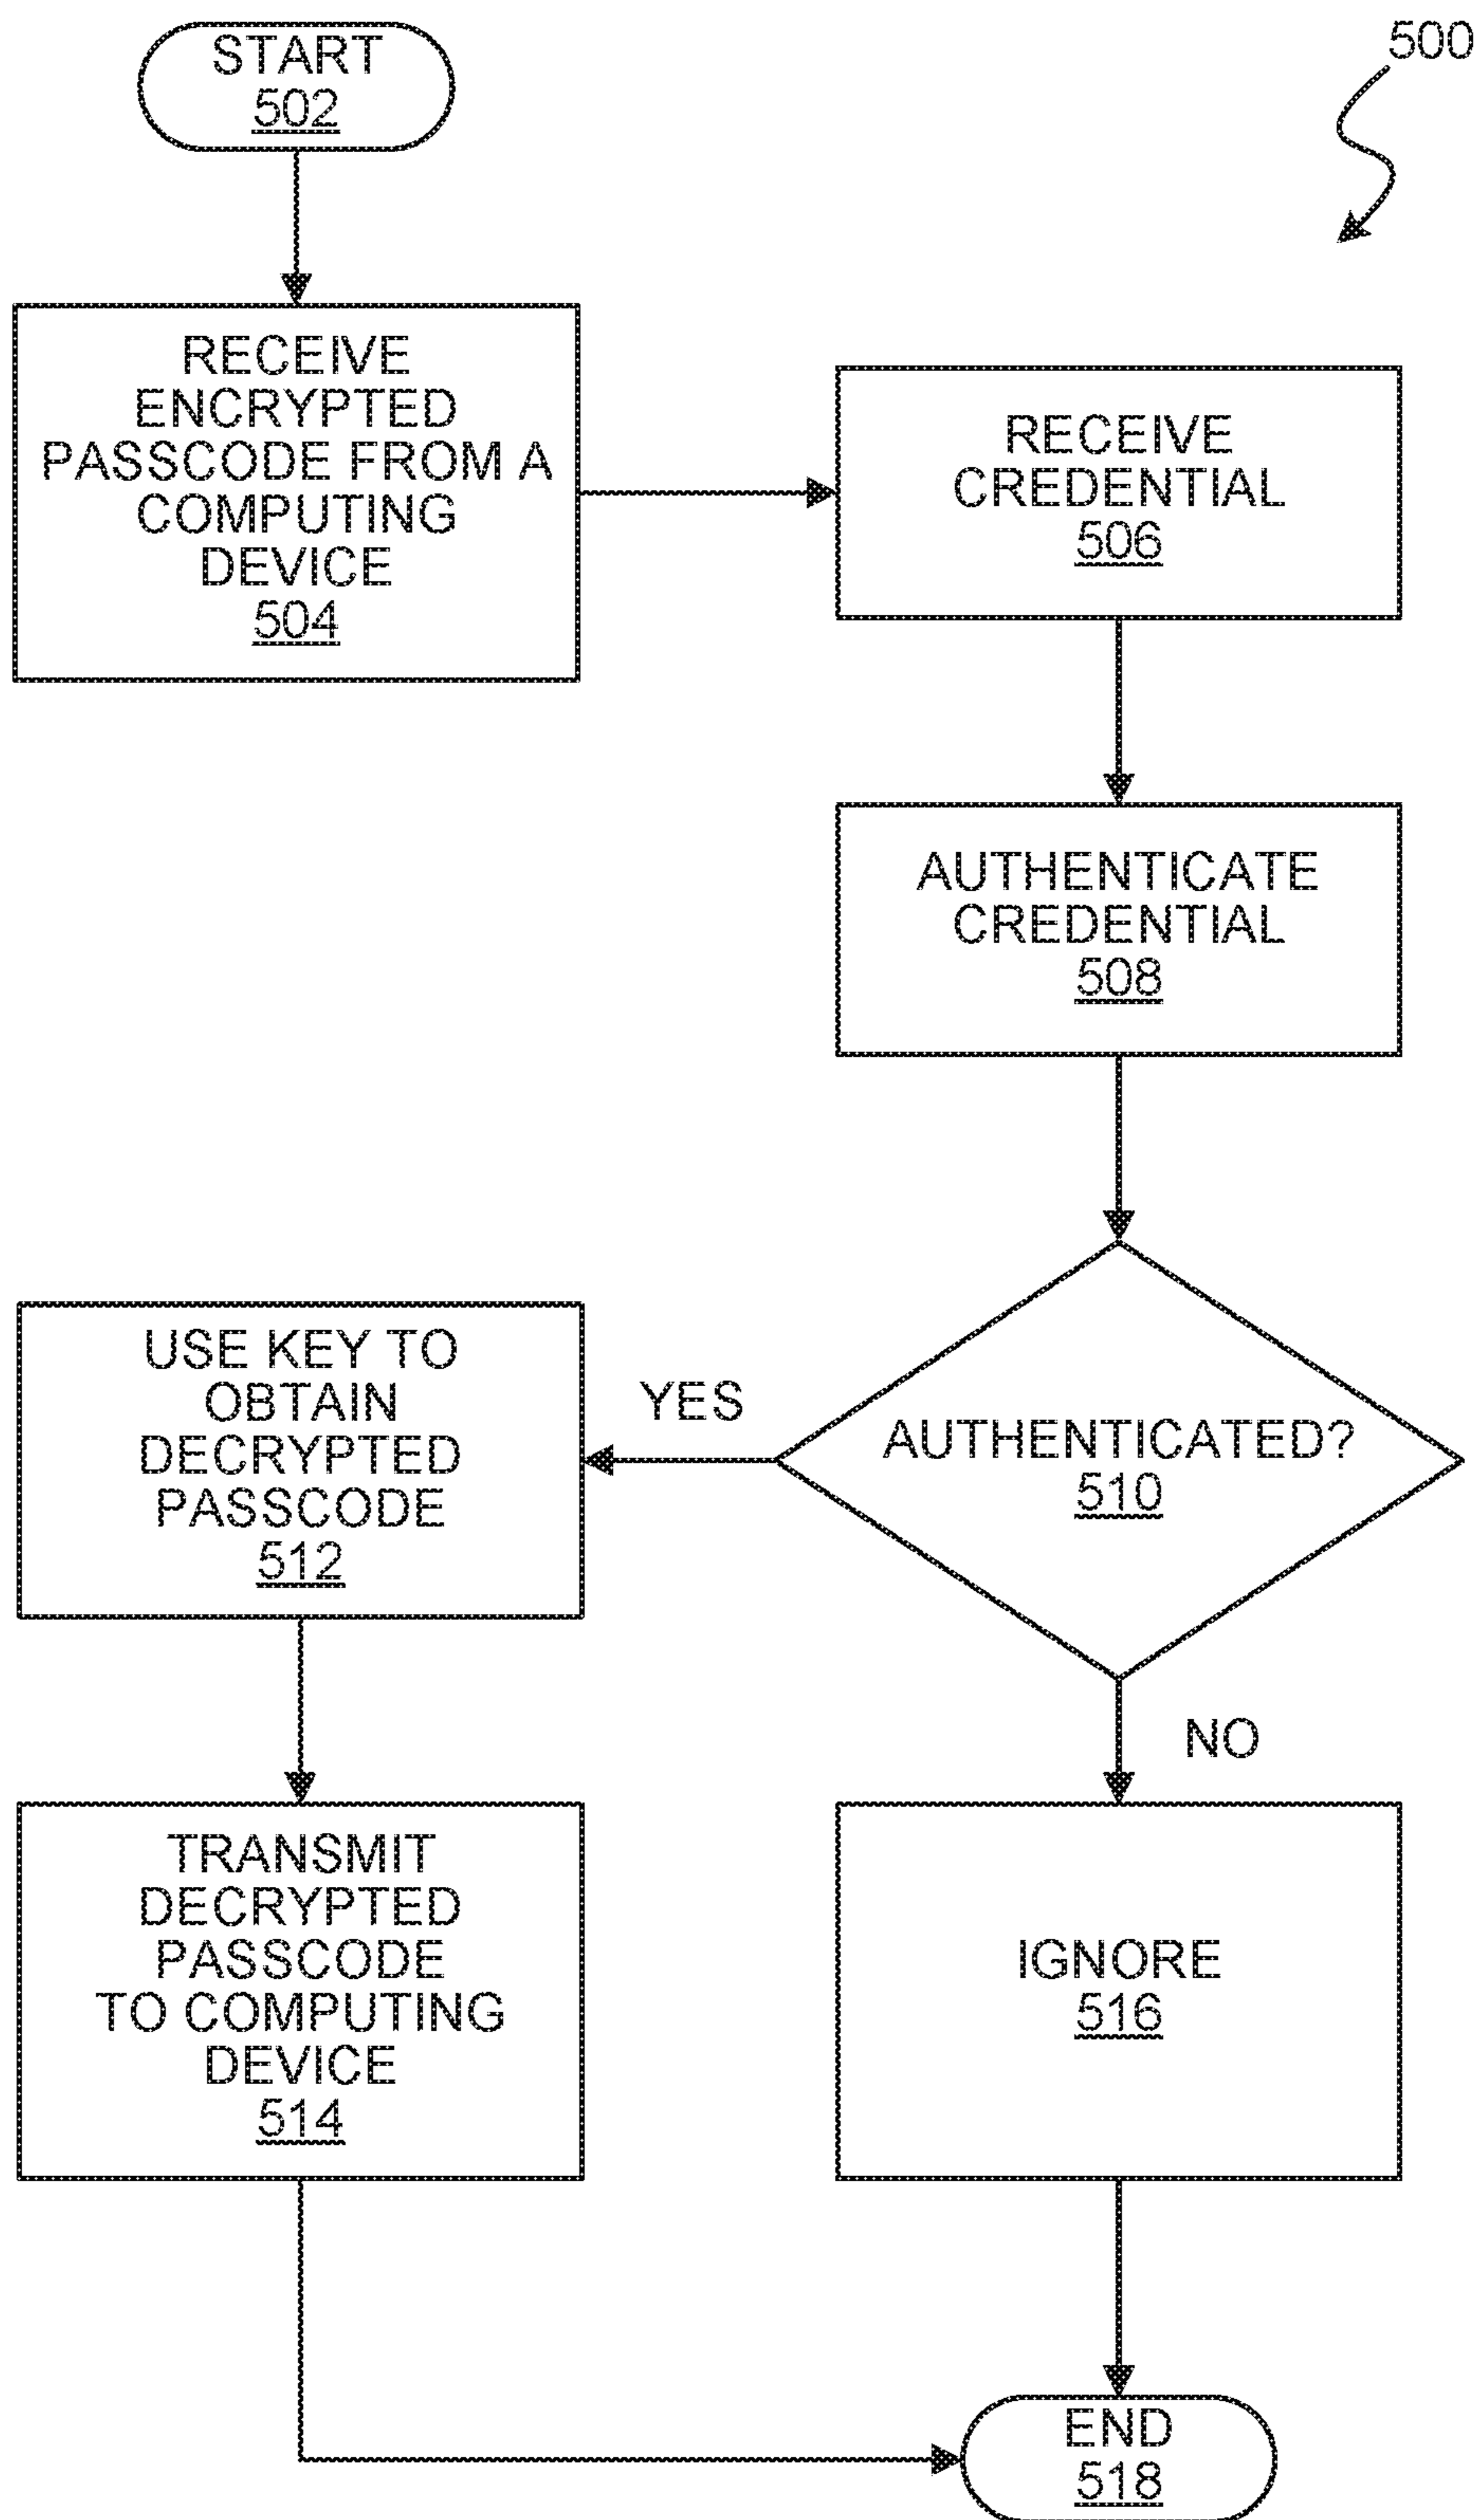 START
502
500
RECEIVE
ENCRYPTED
PASSCODE FROM A
COMPUTING
DEVICE
504
RECEIVE
CREDENTIAL
506
AUTHENTICATE
CREDENTIAL
508
AUTHENTICATED?
510
YES
NO
USE KEY TO
OBTAIN
DECRYPTED
PASSCODE
512
TRANSMIT
DECRYPTED
PASSCODE
TO COMPUTING
DEVICE
514
IGNORE
516
END
518